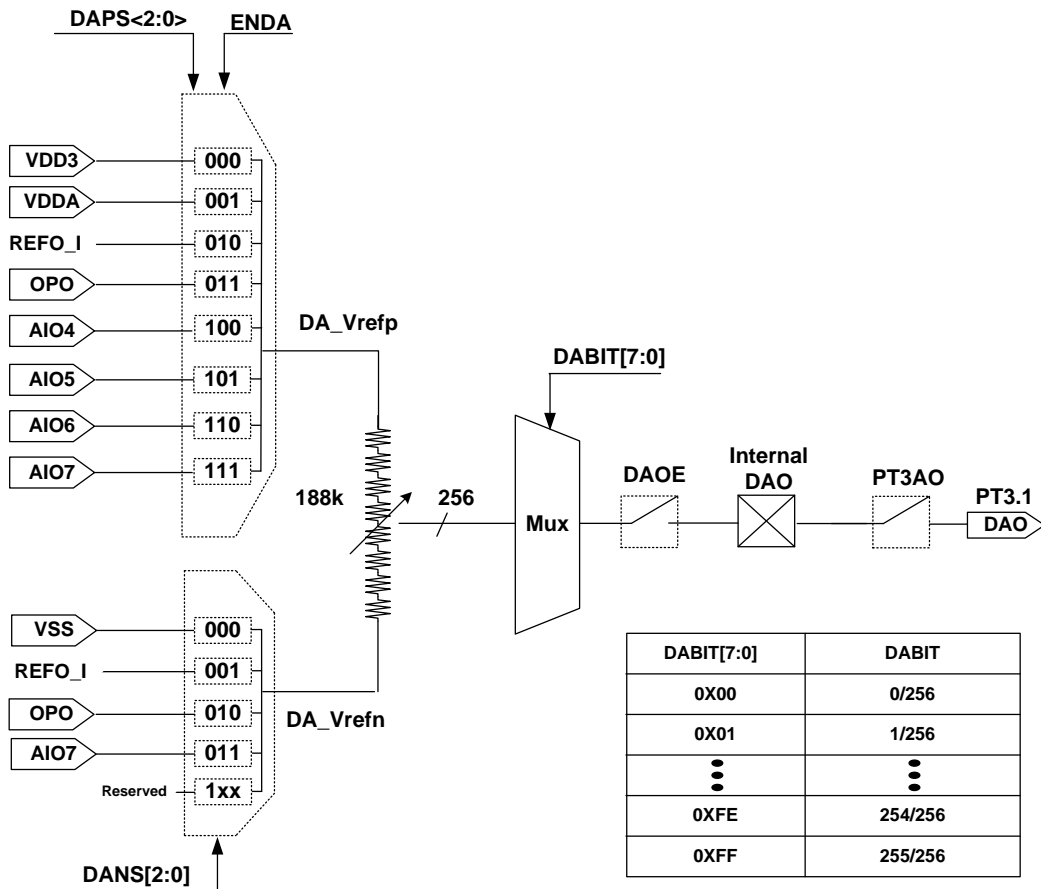 DAPS<2:0>
ENDA
VDD3
000
VDDA
001
REFO_I
010
OPO
011
AIO4
100
AIO5
101
AIO6
110
AIO7
111
DA_Vrefp
188k
256
DABIT[7:0]
Mux
DAOE
Internal
DAO
PT3AO
PT3.1
DAO
VSS
000
REFO_I
001
OPO
010
AIO7
011
Reserved
1xx
DA_Vrefn
DANS[2:0]
DABIT[7:0] DABIT
0X00 0/256
0X01 1/256
0XFE 254/256
0XFF 255/256